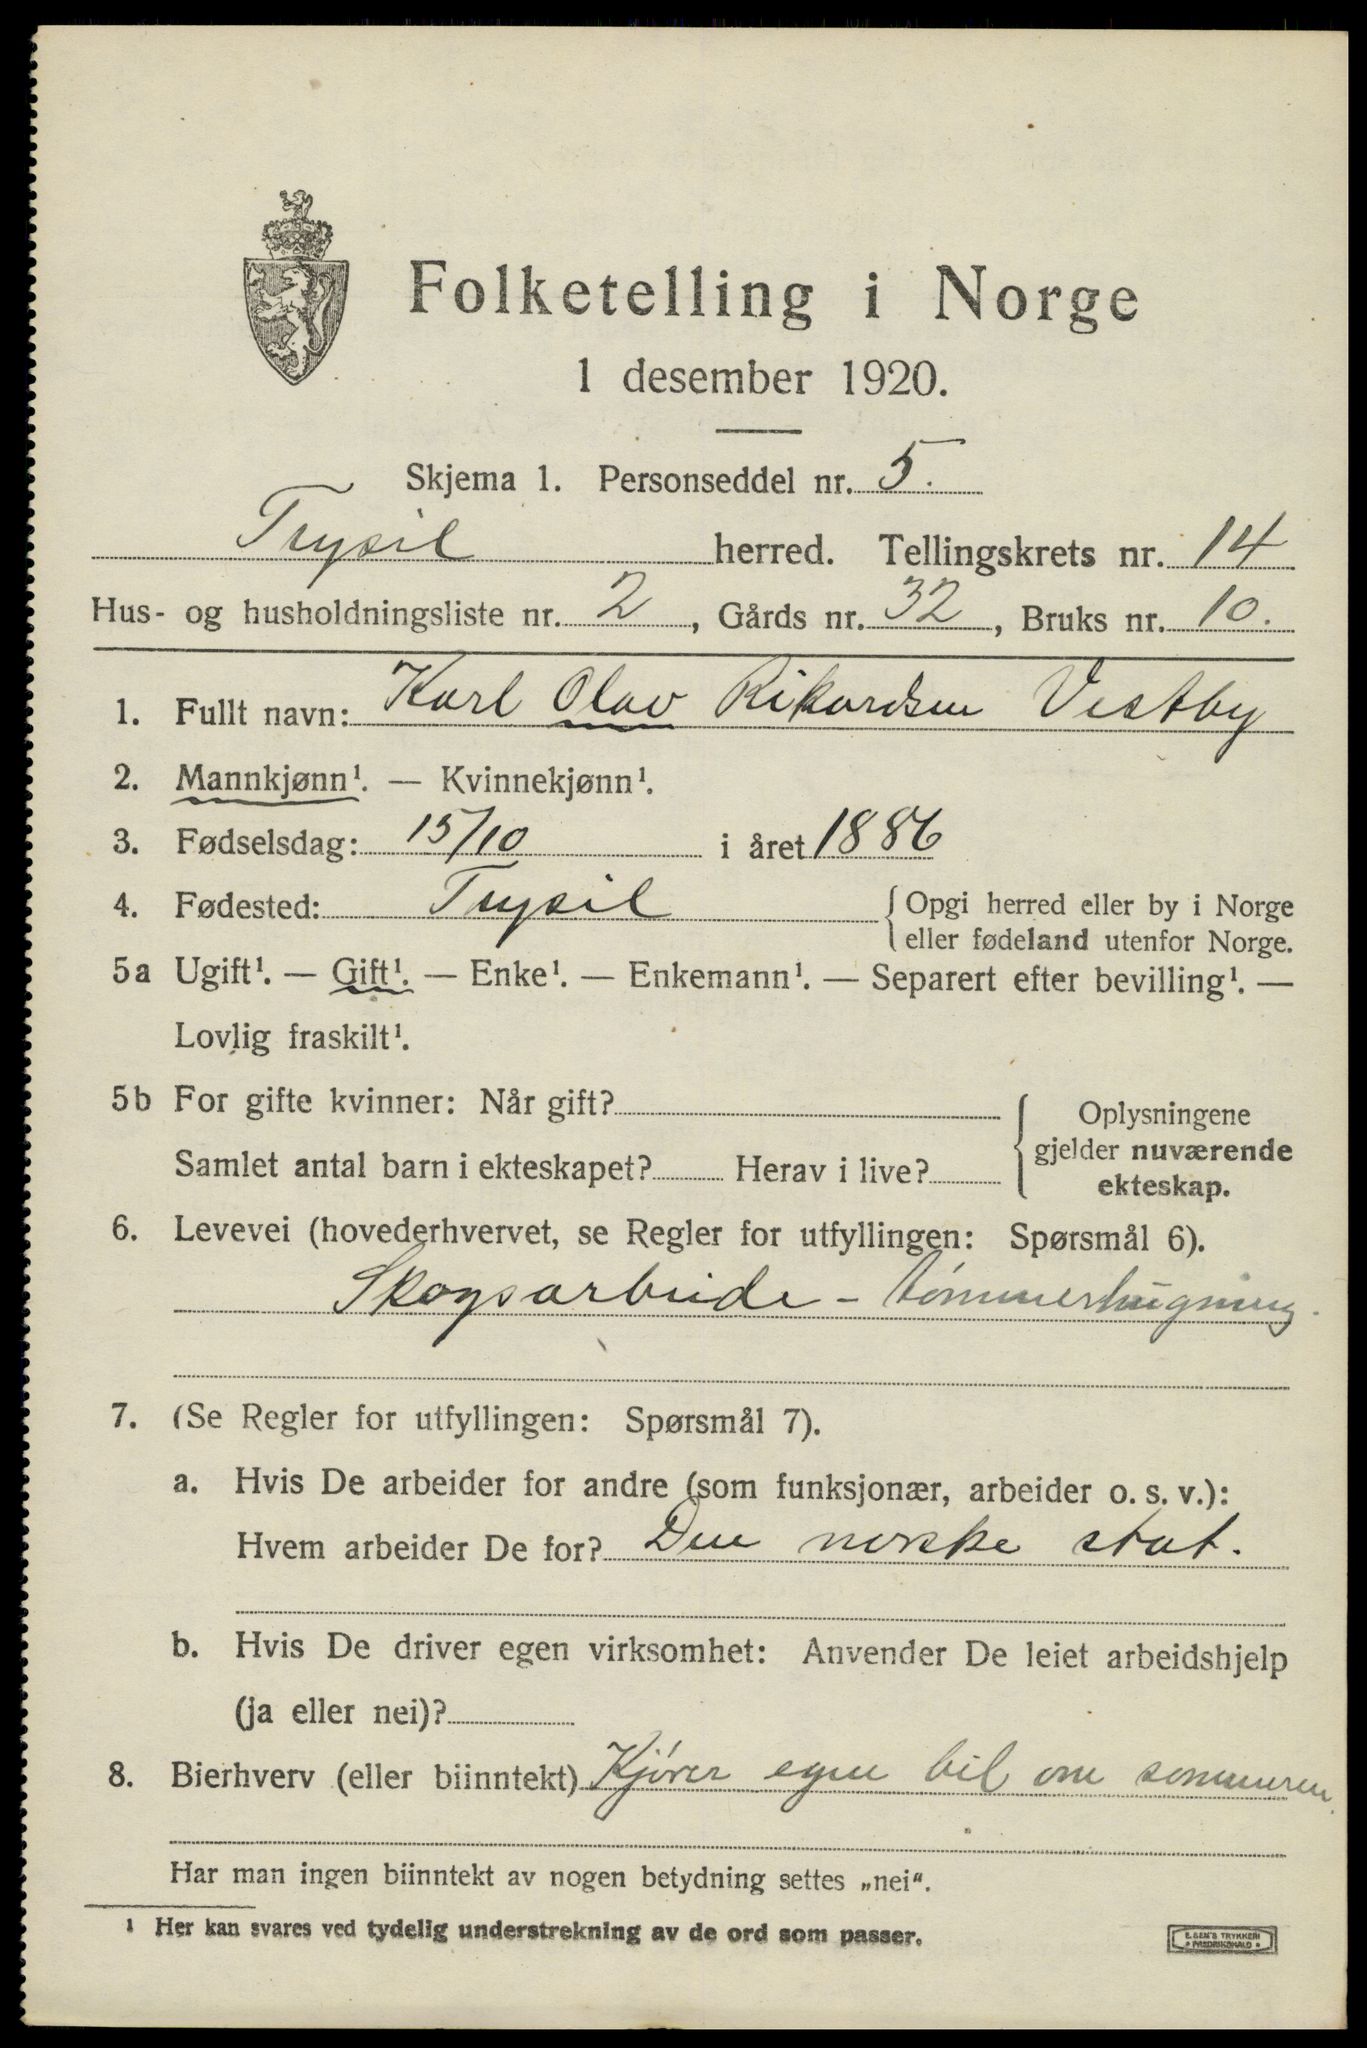 Folketelling i Norge
1 desember 1920.
Skjema 1. Personseddel nr. 5.
Trysil herred. Tellingskrets nr. 14
Hus- og husholdningsliste nr. 2, Gårds nr. 32, Bruks nr. 10.
1. Fullt navn: Karl Olav Rikardsen Vestby
2. Mannkjønn¹. — Kvinnekjønn¹.
3. Fødselsdag: 15/10 i året 1886
4. Fødested: Trysil { Opgi herred eller by i Norge
eller fødeland utenfor Norge.
5a Ugift¹. — Gift¹. — Enke¹. — Enkemann¹. — Separert efter bevilling¹. —
Lovlig fraskilt¹.
5b For gifte kvinner: Når gift?
Samlet antal barn i ekteskapet? Herav i live?
{ Oplysningene
gjelder nuværende
ekteskap.
6. Levevei (hovederhvervet, se Regler for utfyllingen: Spørsmål 6).
Skogsarbeide - tømmerhugning.
7. (Se Regler for utfyllingen: Spørsmål 7).
a. Hvis De arbeider for andre (som funksjonær, arbeider o. s. v.):
Hvem arbeider De for? Den norske stat.
b. Hvis De driver egen virksomhet: Anvender De leiet arbeidshjelp
(ja eller nei)?
8. Bierhverv (eller biinntekt) Kjører egen bil om sommeren.
Har man ingen biinntekt av nogen betydning settes „nei".
¹ Her kan svares ved tydelig understrekning av de ord som passer.
E. SEM'S TRYKKERI
• FREDRIKSHALD •